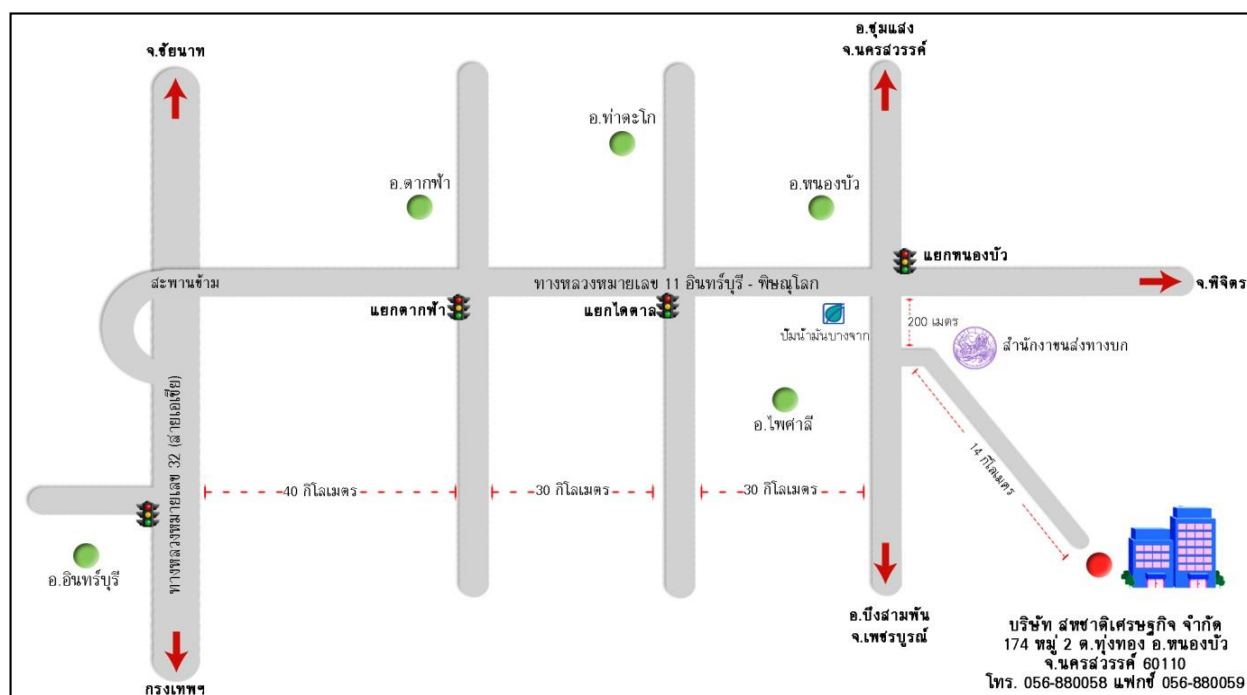 อ.ชุมแสง
จ.นครสวรรค์
จ.ชัยนาท
อ.ท่าตะโก
อ.ตากฟ้า
อ.หนองบัว
แยกหนองบัว
สะพานข้าม
ทางหลวงหมายเลข 11 อินทร์บุรี - พิษณุโลก
จ.พิจิตร
แยกตากฟ้า
แยกไดตาล
ปั๊มน้ำมันบางจาก
200 เมตร
สำนักงาขนส่งทางบก
อ.ไพศาลี
ทางหลวงหมายเลข 32 (สายเอเซีย)
14 กิโลเมตร
40 กิโลเมตร
30 กิโลเมตร
30 กิโลเมตร
อ.อินทร์บุรี
อ.บึงสามพัน
จ.เพชรบูรณ์
กรุงเทพฯ
บริษัท สหชาติเศรษฐกิจ จำกัด
174 หมู่ 2 ต.ทุ่งทอง อ.หนองบัว
จ.นครสวรรค์ 60110
โทร. 056-880058 แฟกซ์ 056-880059